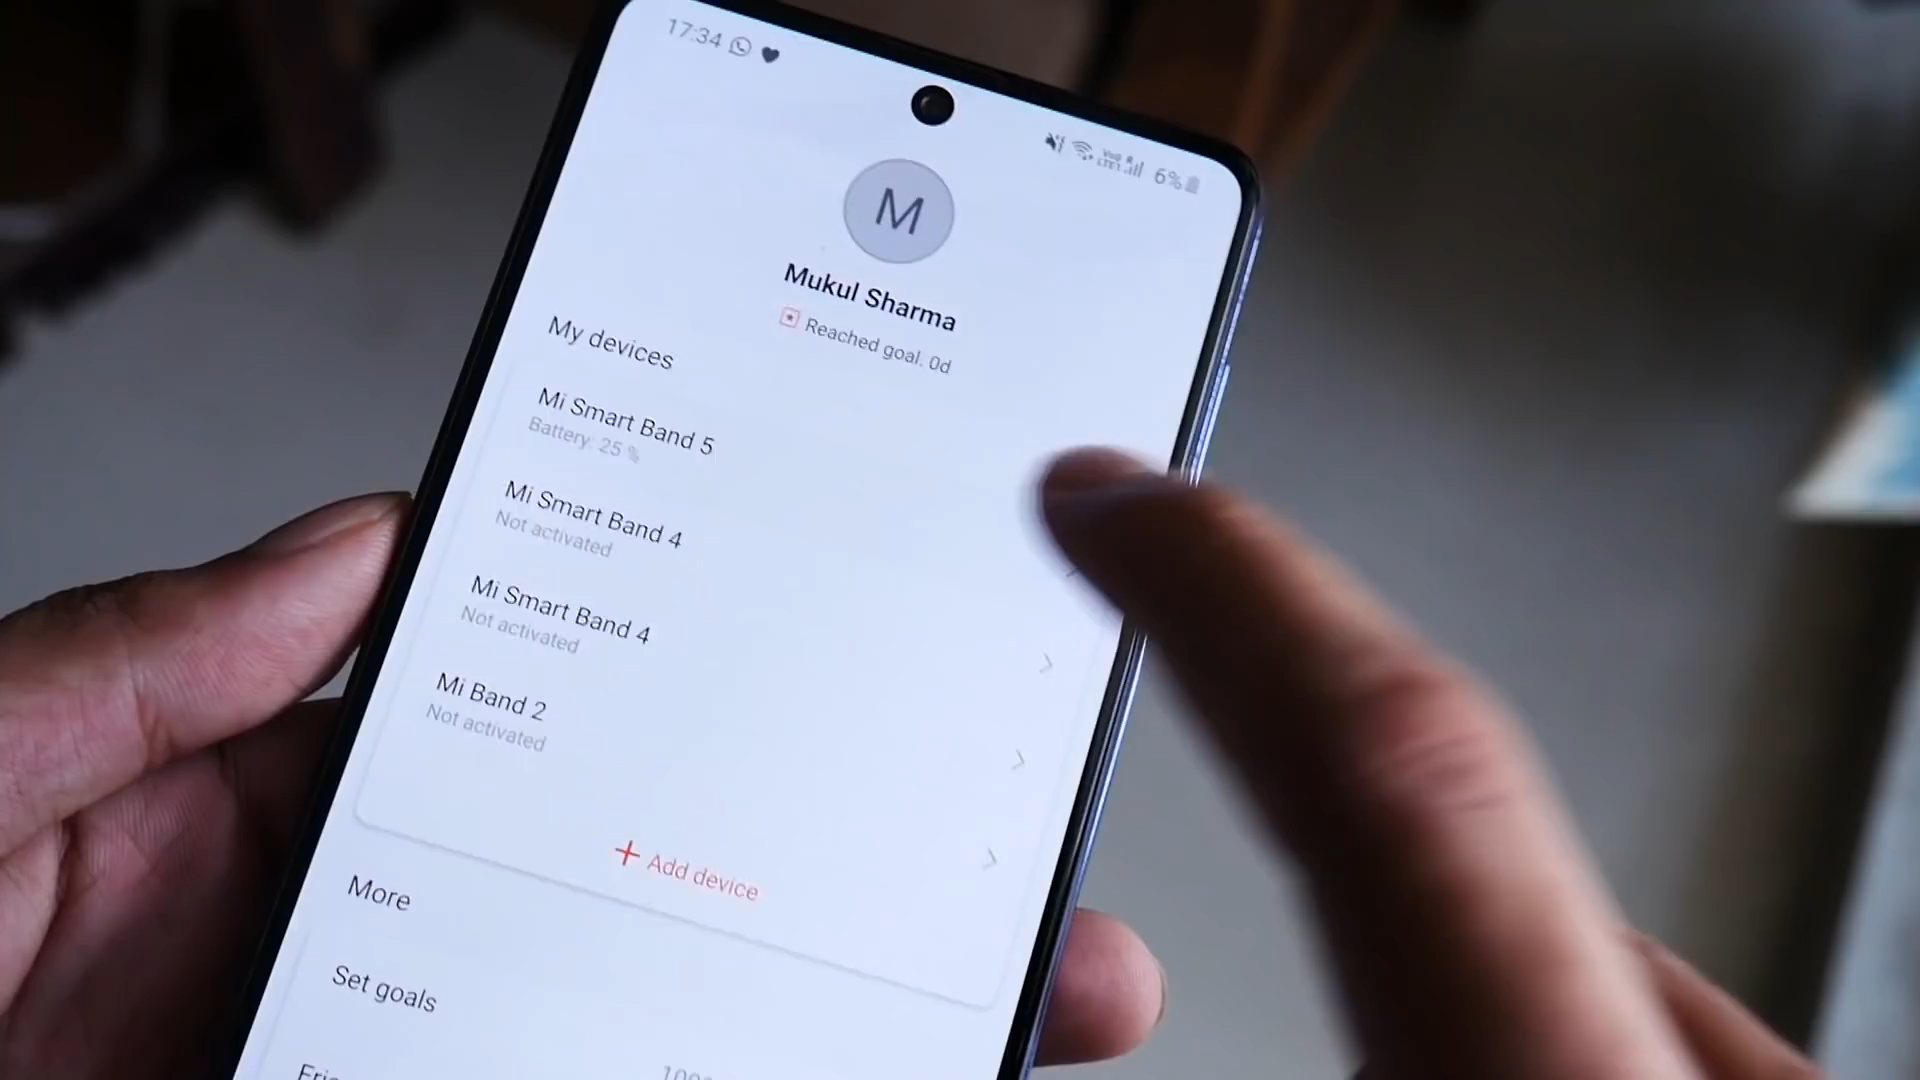 17:34
6%
M
Mukul Sharma
Reached goal. 0d
My devices
Mi Smart Band 5
Battery: 25 %
Mi Smart Band 4
Not activated
Mi Smart Band 4
Not activated
Mi Band 2
Not activated
+ Add device
More
Set goals